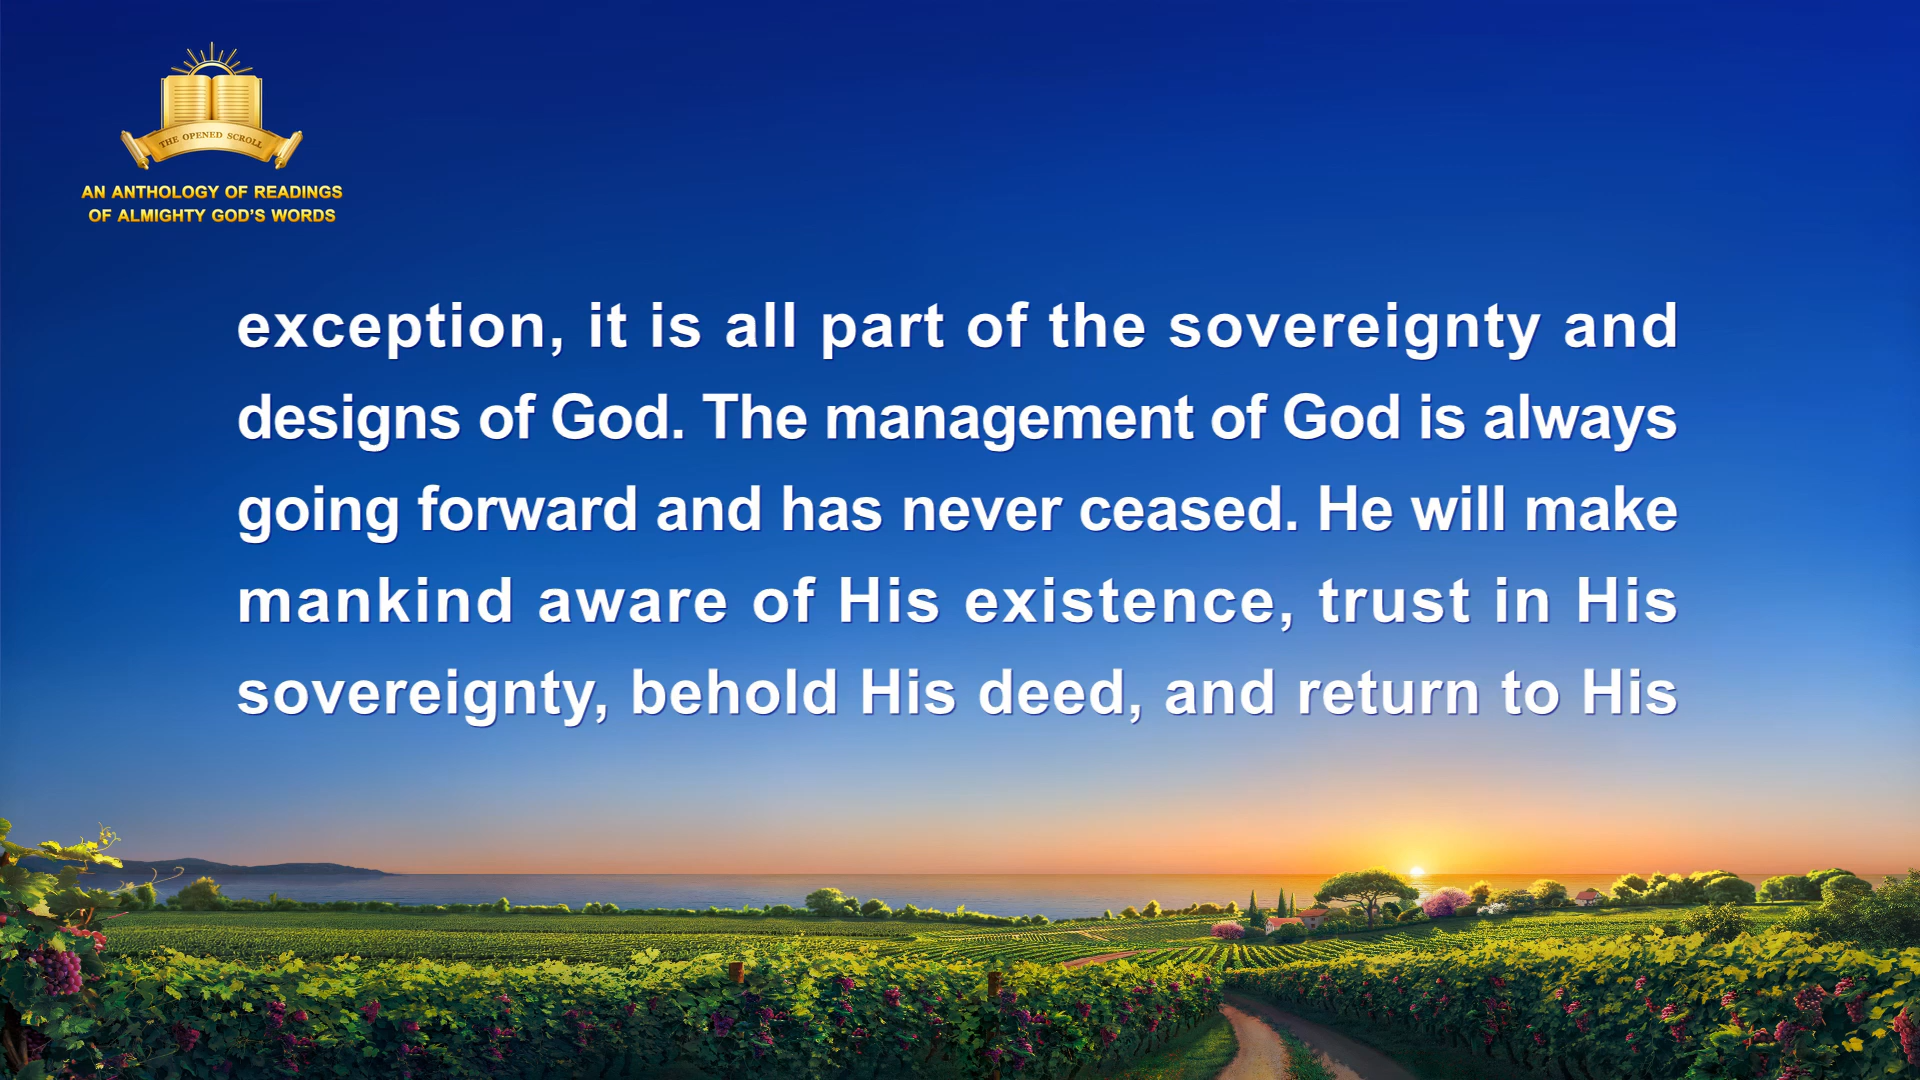 THE OPENED SCROLL
AN ANTHOLOGY OF READINGS
OF ALMIGHTY GOD'S WORDS
exception, it is all part of the sovereignty and
designs of God. The management of God is always
going forward and has never ceased. He will make
mankind aware of His existence, trust in His
sovereignty, behold His deed, and return to His